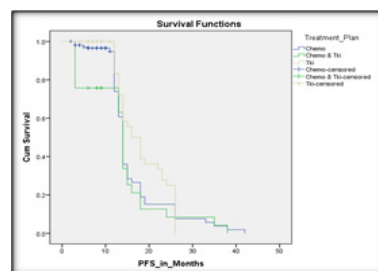 Survival Functions
Treatment_Plan
Chemo
Chemo & Tki
Tki
Chemo-censored
Chemo & Tki-censored
Tki-censored
Cum Survival
1.0
0.8
0.6
0.4
0.2
0.0
0
10
20
30
40
50
PFS_in_Months